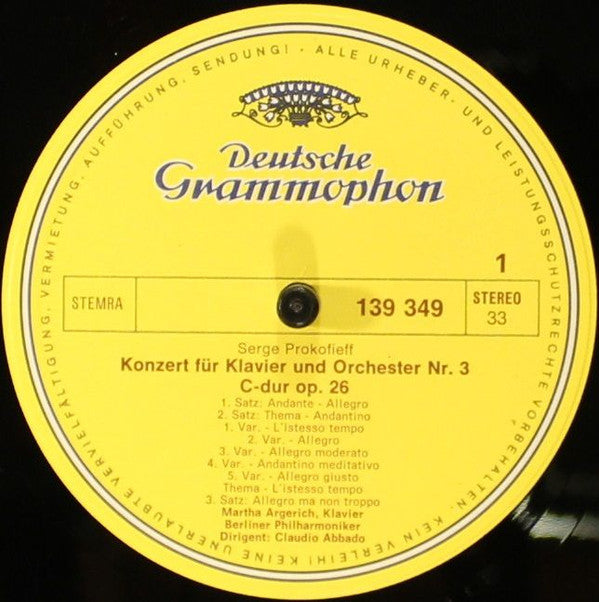 ALLE URHEBER- UND LEISTUNGSSCHUTZRECHTE VORBEHALTEN · KEIN VERLEIH! KEINE UNERLAUBTE VERVIELFÄLTIGUNG, VERMIETUNG, AUFFÜHRUNG, SENDUNG! ·
Deutsche
Grammophon
1
STEMRA
139 349
STEREO
33
Serge Prokofieff
Konzert für Klavier und Orchester Nr. 3
C-dur op. 26
1. Satz: Andante - Allegro
2. Satz: Thema - Andantino
1. Var. - L'istesso tempo
2. Var. - Allegro
3. Var. - Allegro moderato
4. Var. - Andantino meditativo
5. Var. - Allegro giusto
Thema - L'istesso tempo
3. Satz: Allegro ma non troppo
Martha Argerich, Klavier
Berliner Philharmoniker
Dirigent: Claudio Abbado